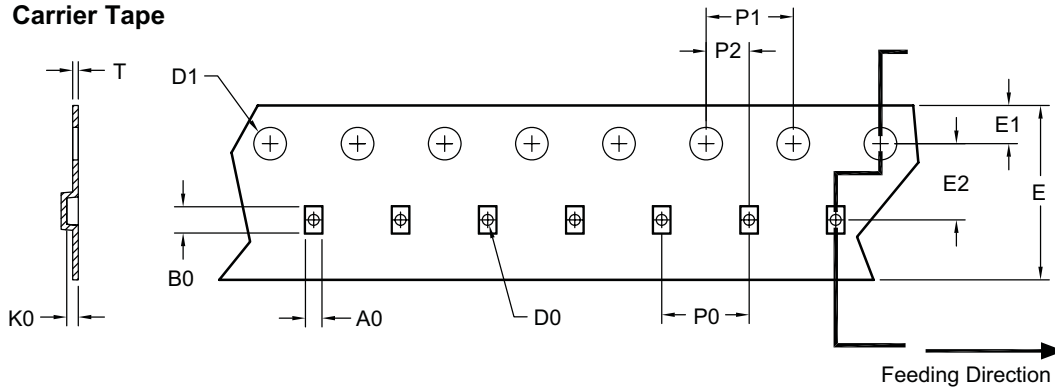 Carrier Tape
P1
P2
T
D1
E1
E2
E
B0
K0
A0
D0
P0
Feeding Direction